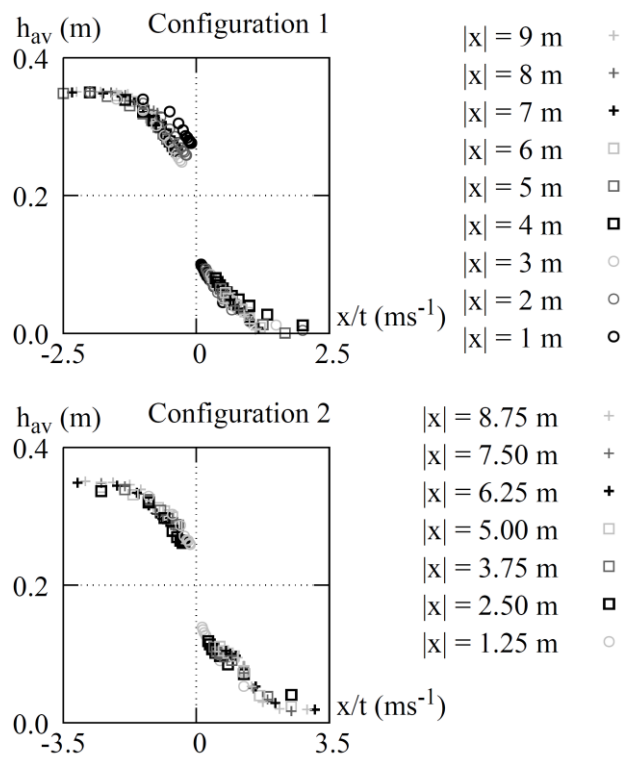 h_av (m) Configuration 1
0.4
0.2
0.0
-2.5 0 2.5
x/t (ms⁻¹)
|x| = 9 m
|x| = 8 m
|x| = 7 m
|x| = 6 m
|x| = 5 m
|x| = 4 m
|x| = 3 m
|x| = 2 m
|x| = 1 m
h_av (m) Configuration 2
0.4
0.2
0.0
-3.5 0 3.5
x/t (ms⁻¹)
|x| = 8.75 m
|x| = 7.50 m
|x| = 6.25 m
|x| = 5.00 m
|x| = 3.75 m
|x| = 2.50 m
|x| = 1.25 m